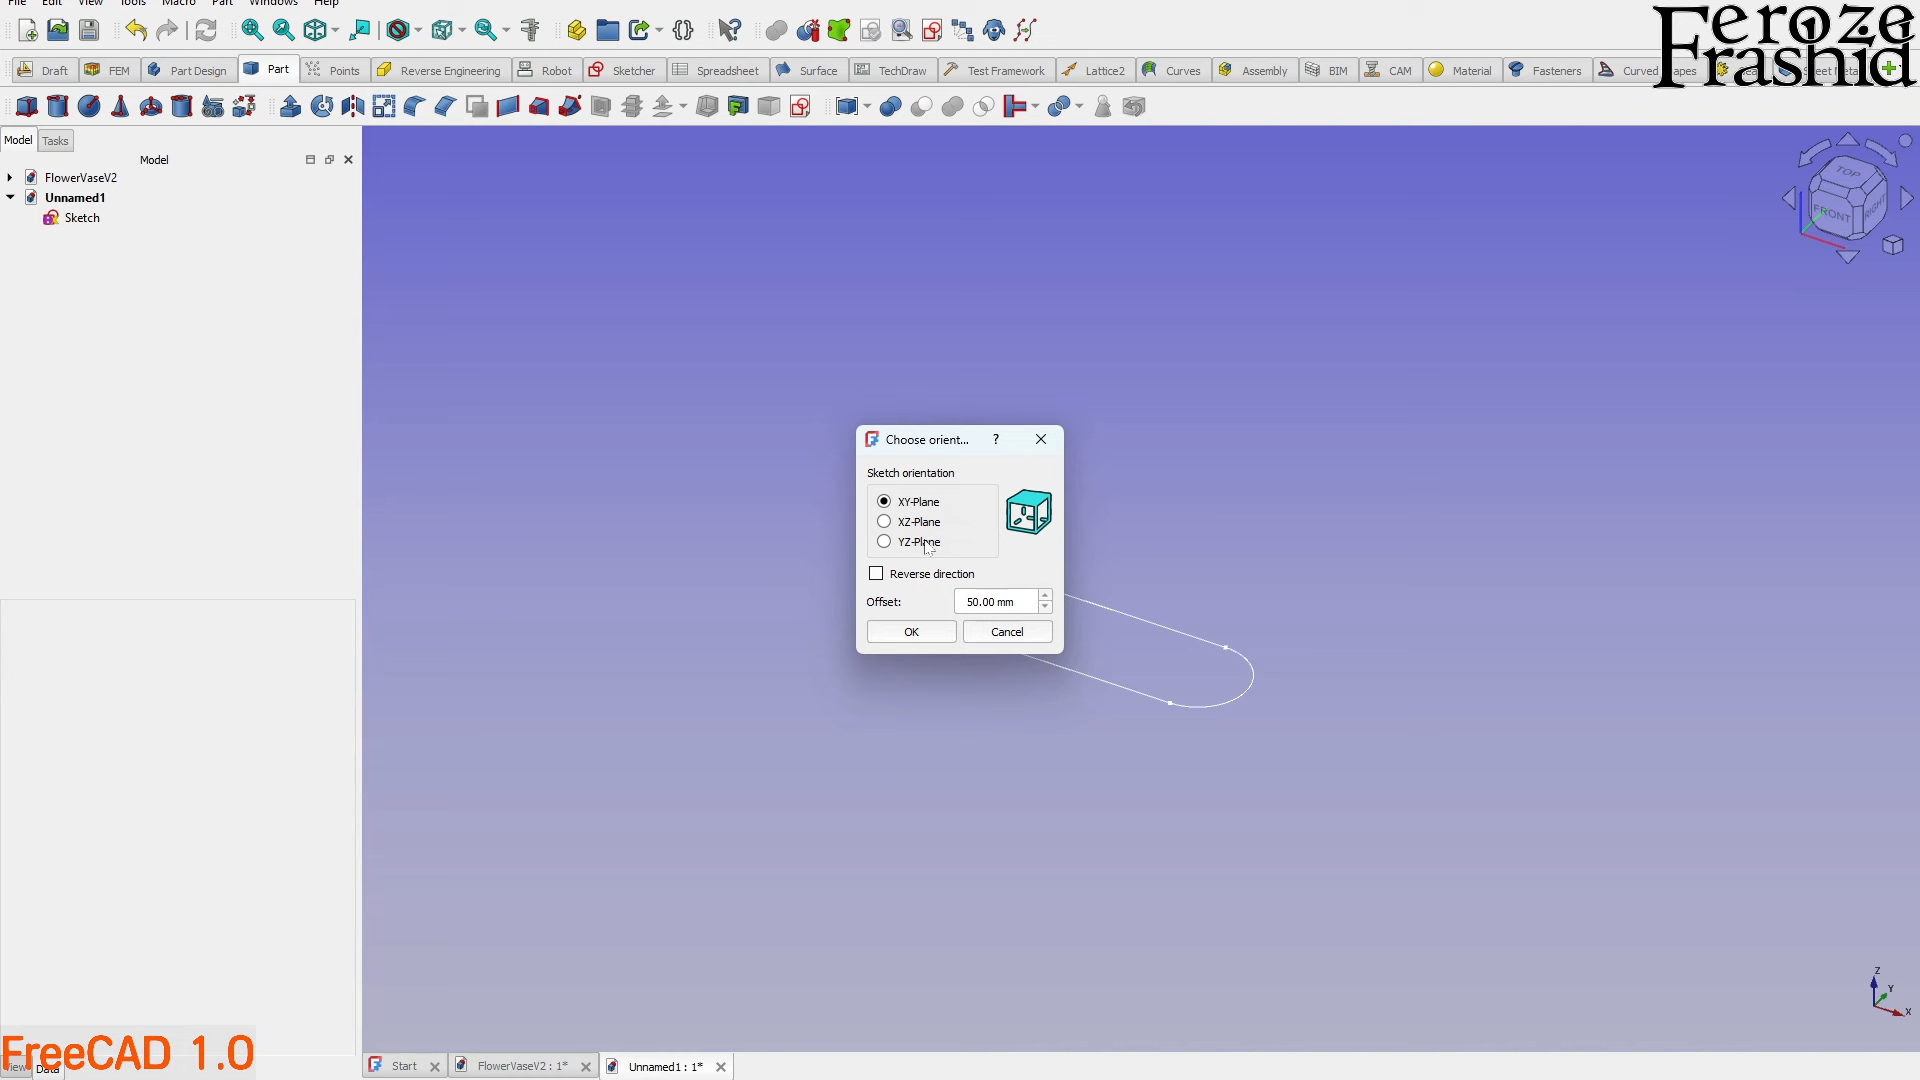 File Edit View Tools Macro Part Windows Help
Feroze
Frashid
Draft FEM Part Design Part Points Reverse Engineering Robot Sketcher Spreadsheet Surface TechDraw Test Framework Lattice2 Curves Assembly BIM CAM Material Fasteners
Model Tasks
Model
FlowerVaseV2
Unnamed1
Sketch
TOP
FRONT
RIGHT
Choose orient... ?
Sketch orientation
XY-Plane
XZ-Plane
YZ-Plane
Reverse direction
Offset: 50.00 mm
OK Cancel
Z
Y
X
FreeCAD 1.0
View Data
Start FlowerVaseV2 : 1* Unnamed1 : 1*